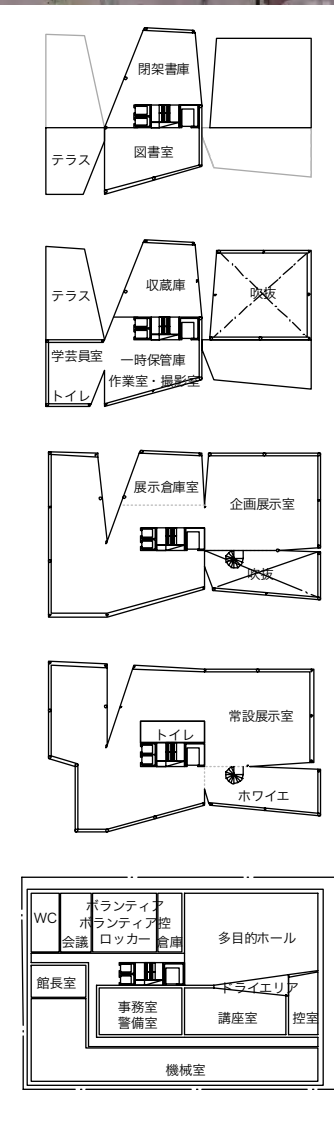 閉架書庫
テラス
図書室
テラス
収蔵庫
吹抜
学芸員室
一時保管庫
トイレ
作業室・撮影室
展示倉庫室
企画展示室
吹抜
常設展示室
トイレ
ホワイエ
WC
ボランティア
ボランティア控
会議
ロッカー
倉庫
多目的ホール
館長室
ドライエリア
事務室
警備室
講座室
控室
機械室